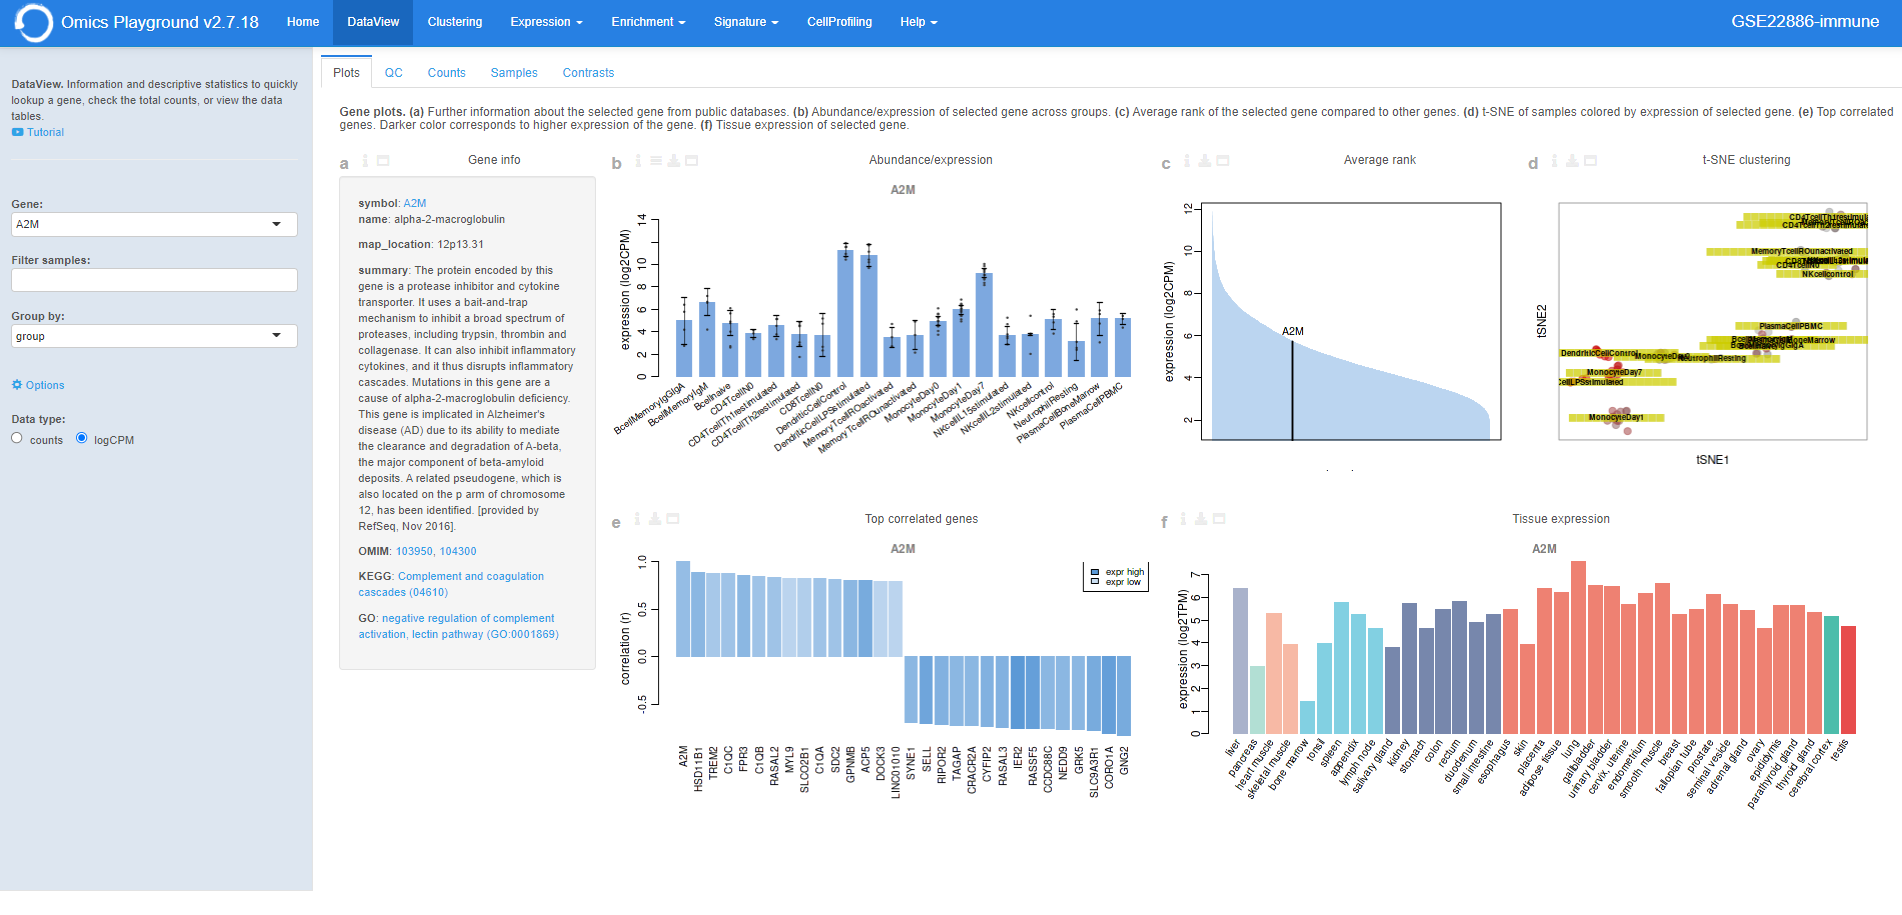 Omics Playground v2.7.18
Home
DataView
Clustering
Expression
Enrichment
Signature
CellProfiling
Help
GSE22886-immune
DataView. Information and descriptive statistics to quickly
lookup a gene, check the total counts, or view the data
tables.
Tutorial
Gene:
A2M
Filter samples:
Group by:
group
Options
Data type:
counts
logCPM
Plots
QC
Counts
Samples
Contrasts
Gene plots. (a) Further information about the selected gene from public databases. (b) Abundance/expression of selected gene across groups. (c) Average rank of the selected gene compared to other genes. (d) t-SNE of samples colored by expression of selected gene. (e) Top correlated
genes. Darker color corresponds to higher expression of the gene. (f) Tissue expression of selected gene.
a
Gene info
symbol: A2M
name: alpha-2-macroglobulin
map_location: 12p13.31
summary: The protein encoded by this
gene is a protease inhibitor and cytokine
transporter. It uses a bait-and-trap
mechanism to inhibit a broad spectrum of
proteases, including trypsin, thrombin and
collagenase. It can also inhibit inflammatory
cytokines, and it thus disrupts inflammatory
cascades. Mutations in this gene are a
cause of alpha-2-macroglobulin deficiency.
This gene is implicated in Alzheimer's
disease (AD) due to its ability to mediate
the clearance and degradation of A-beta,
the major component of beta-amyloid
deposits. A related pseudogene, which is
also located on the p arm of chromosome
12, has been identified. [provided by
RefSeq, Nov 2016].
OMIM: 103950, 104300
KEGG: Complement and coagulation
cascades (04610)
GO: negative regulation of complement
activation, lectin pathway (GO:0001869)
b
Abundance/expression
A2M
expression (log2CPM)
14
10
8
6
4
2
0
BcellMemoryIgGIgA
BcellMemoryIgM
Bcellnaive
CD4TcellN0
CD4TcellTh1restimulated
CD4TcellTh2restimulated
CD8TcellN0
DendriticCellControl
DendriticCellLPSstimulated
MemoryTcellROactivated
MemoryTcellROunactivated
MonocyteDay0
MonocyteDay1
MonocyteDay7
NKcellIL15stimulated
NKcellIL2stimulated
NKcellcontrol
NeutrophilResting
PlasmaCellBoneMarrow
PlasmaCellPBMC
c
Average rank
expression (log2CPM)
12
10
8
6
4
2
A2M
d
t-SNE clustering
tSNE2
CD4TcellTh1restimula
CD4TcellTh2restimula
MemoryTcellROunactivated
CD4TcellN0
NKcellcontrol
PlasmaCellPBMC
DendriticCellControl
NeutrophilResting
MonocyteDay7
CellLPSstimulated
MonocyteDay1
tSNE1
e
Top correlated genes
A2M
correlation (r)
1.0
0.5
0.0
-0.5
expr high
expr low
A2M
HSD11B1
TREM2
C1QC
FPR3
C1QB
RASAL2
MYL9
SLCO2B1
C1QA
SDC2
GPNMB
ACP5
DOCK3
LINC01010
SYNE1
SELL
RIPOR2
TAGAP
CRACR2A
CYFIP2
RASAL3
IER2
RASSF5
CCDC88C
NEDD9
GRK5
SLC9A3R1
CORO1A
GNG2
f
Tissue expression
A2M
expression (log2TPM)
7
6
5
4
3
2
1
0
liver
pancreas
heart muscle
skeletal muscle
bone marrow
tonsil
spleen
appendix
lymph node
salivary gland
kidney
stomach
colon
rectum
duodenum
small intestine
esophagus
skin
placenta
adipose tissue
lung
gallbladder
urinary bladder
cervix, uterine
endometrium
smooth muscle
breast
fallopian tube
prostate
seminal vesicle
adrenal gland
ovary
epididymis
parathyroid gland
thyroid gland
cerebral cortex
testis